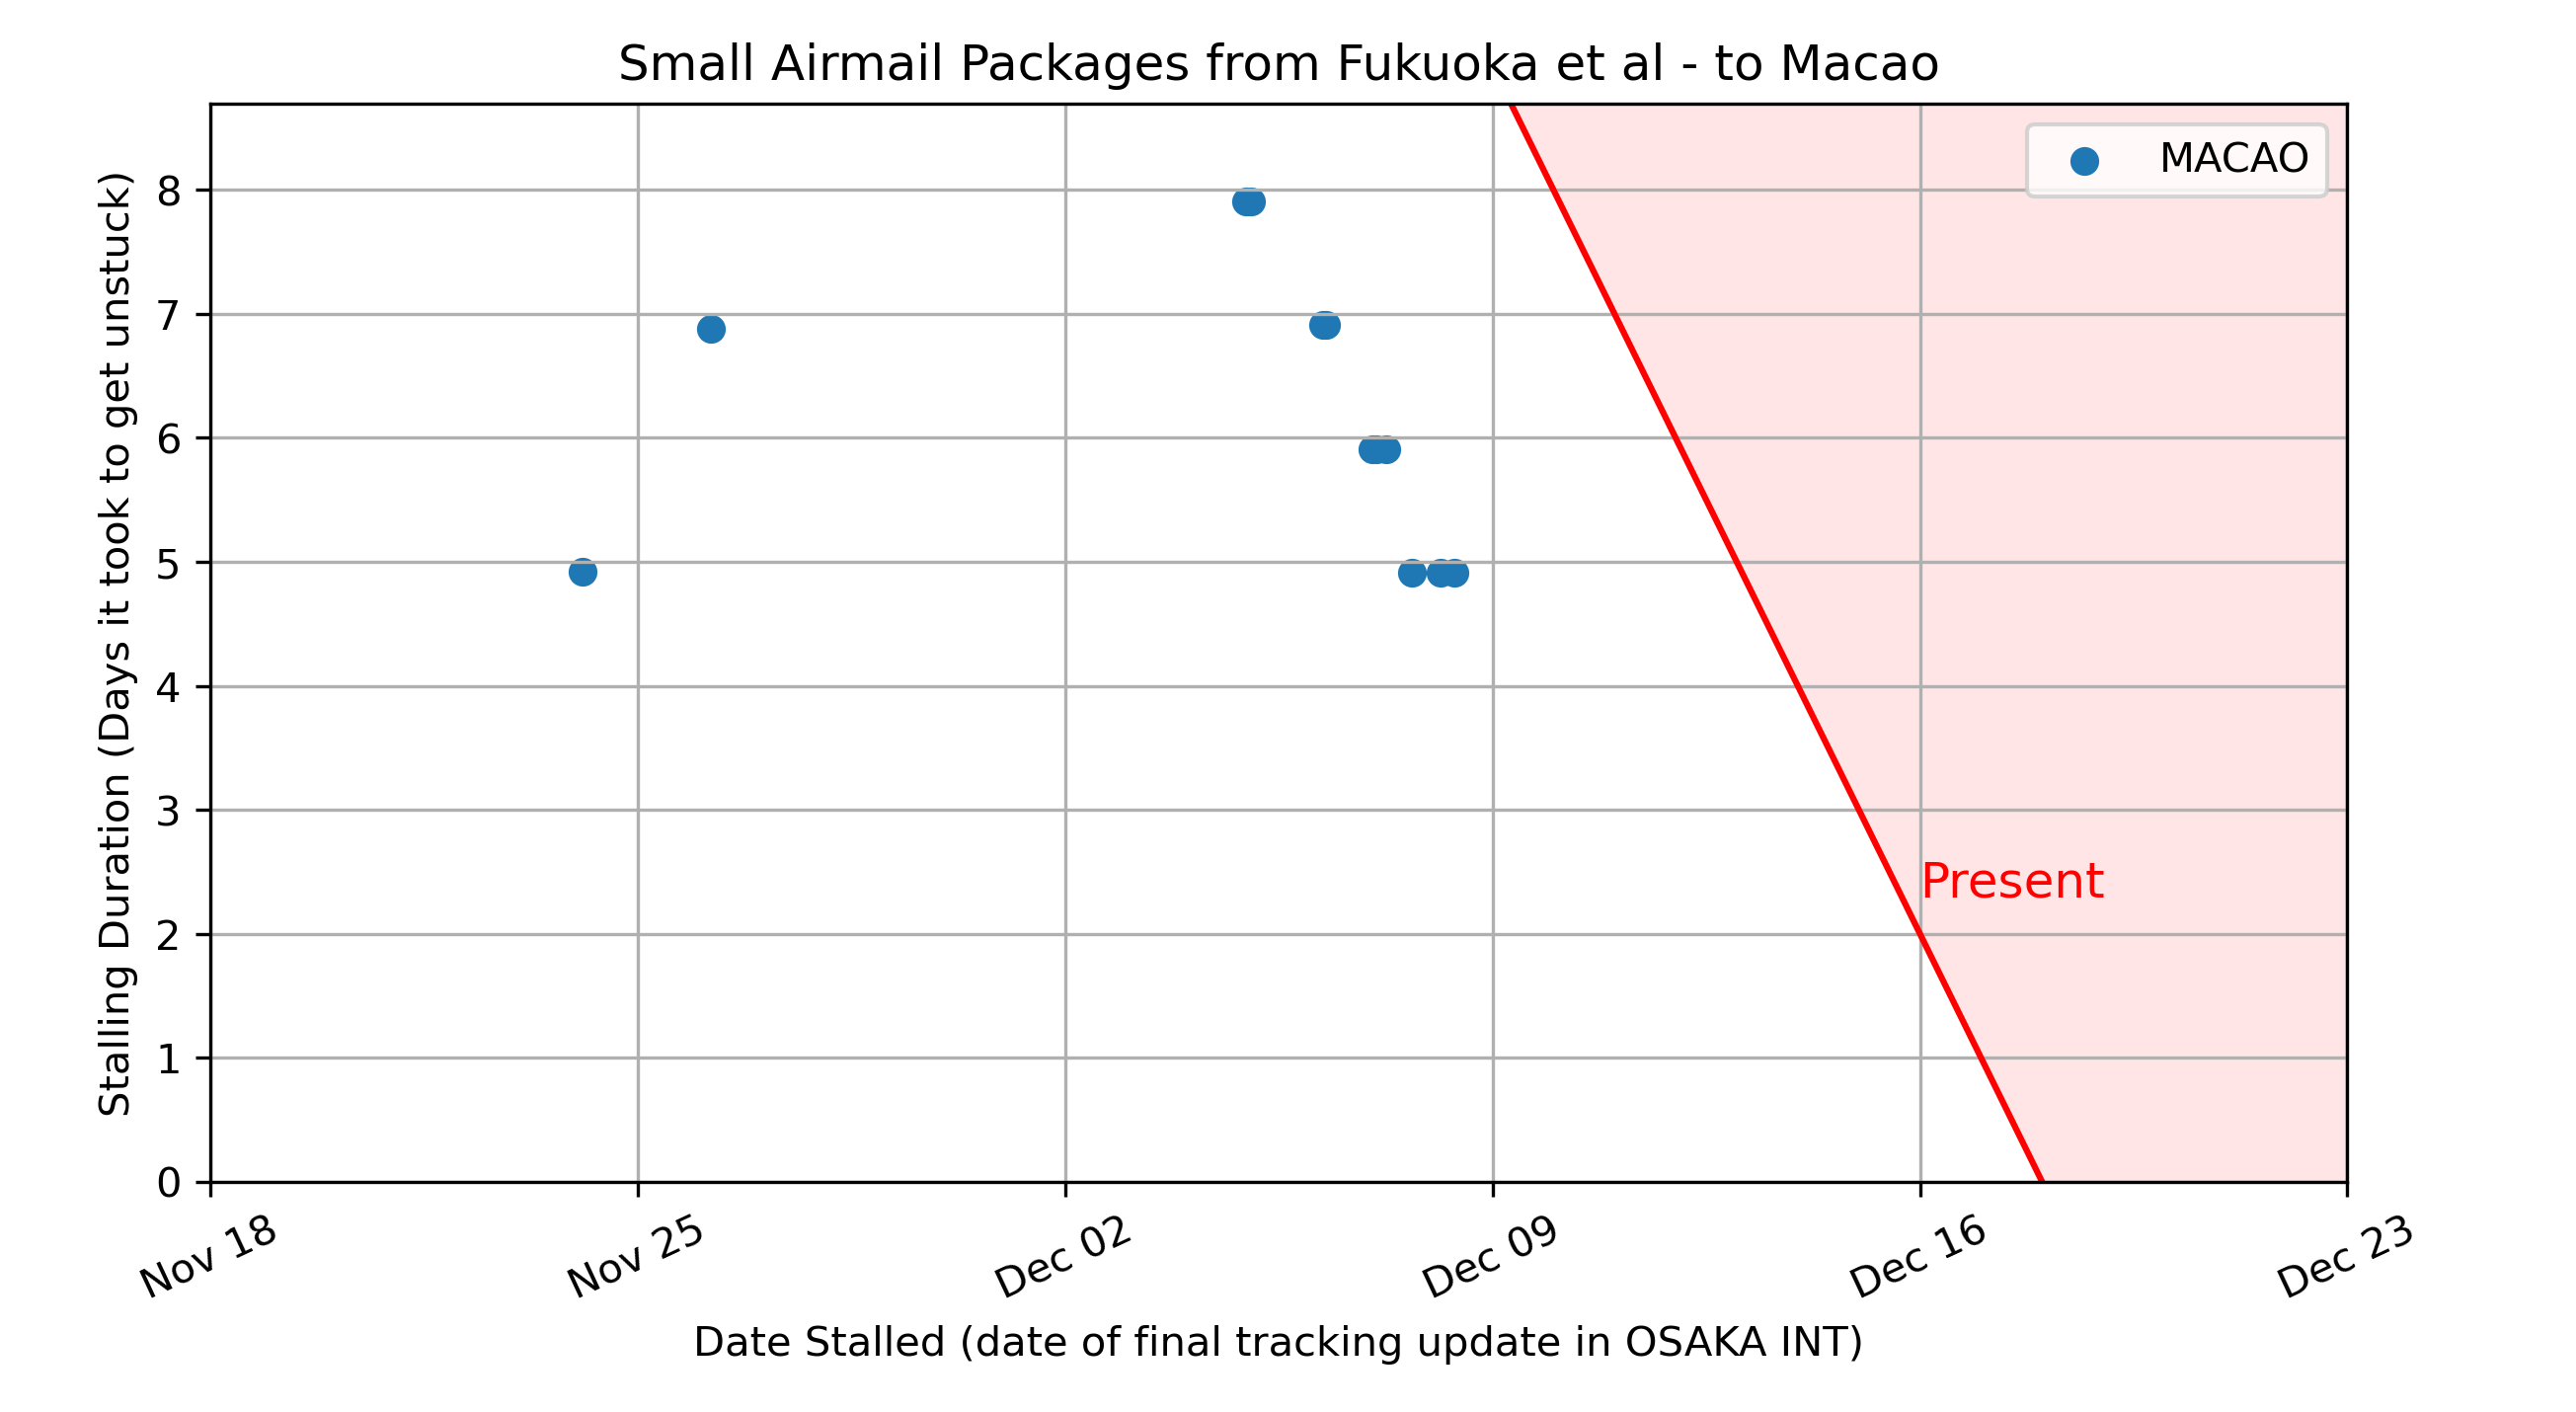 Small Airmail Packages from Fukuoka et al - to Macao
MACAO
Stalling Duration (Days it took to get unstuck)
8
7
6
5
4
3
2
1
0
Present
Nov 18
Nov 25
Dec 02
Dec 09
Dec 16
Dec 23
Date Stalled (date of final tracking update in OSAKA INT)